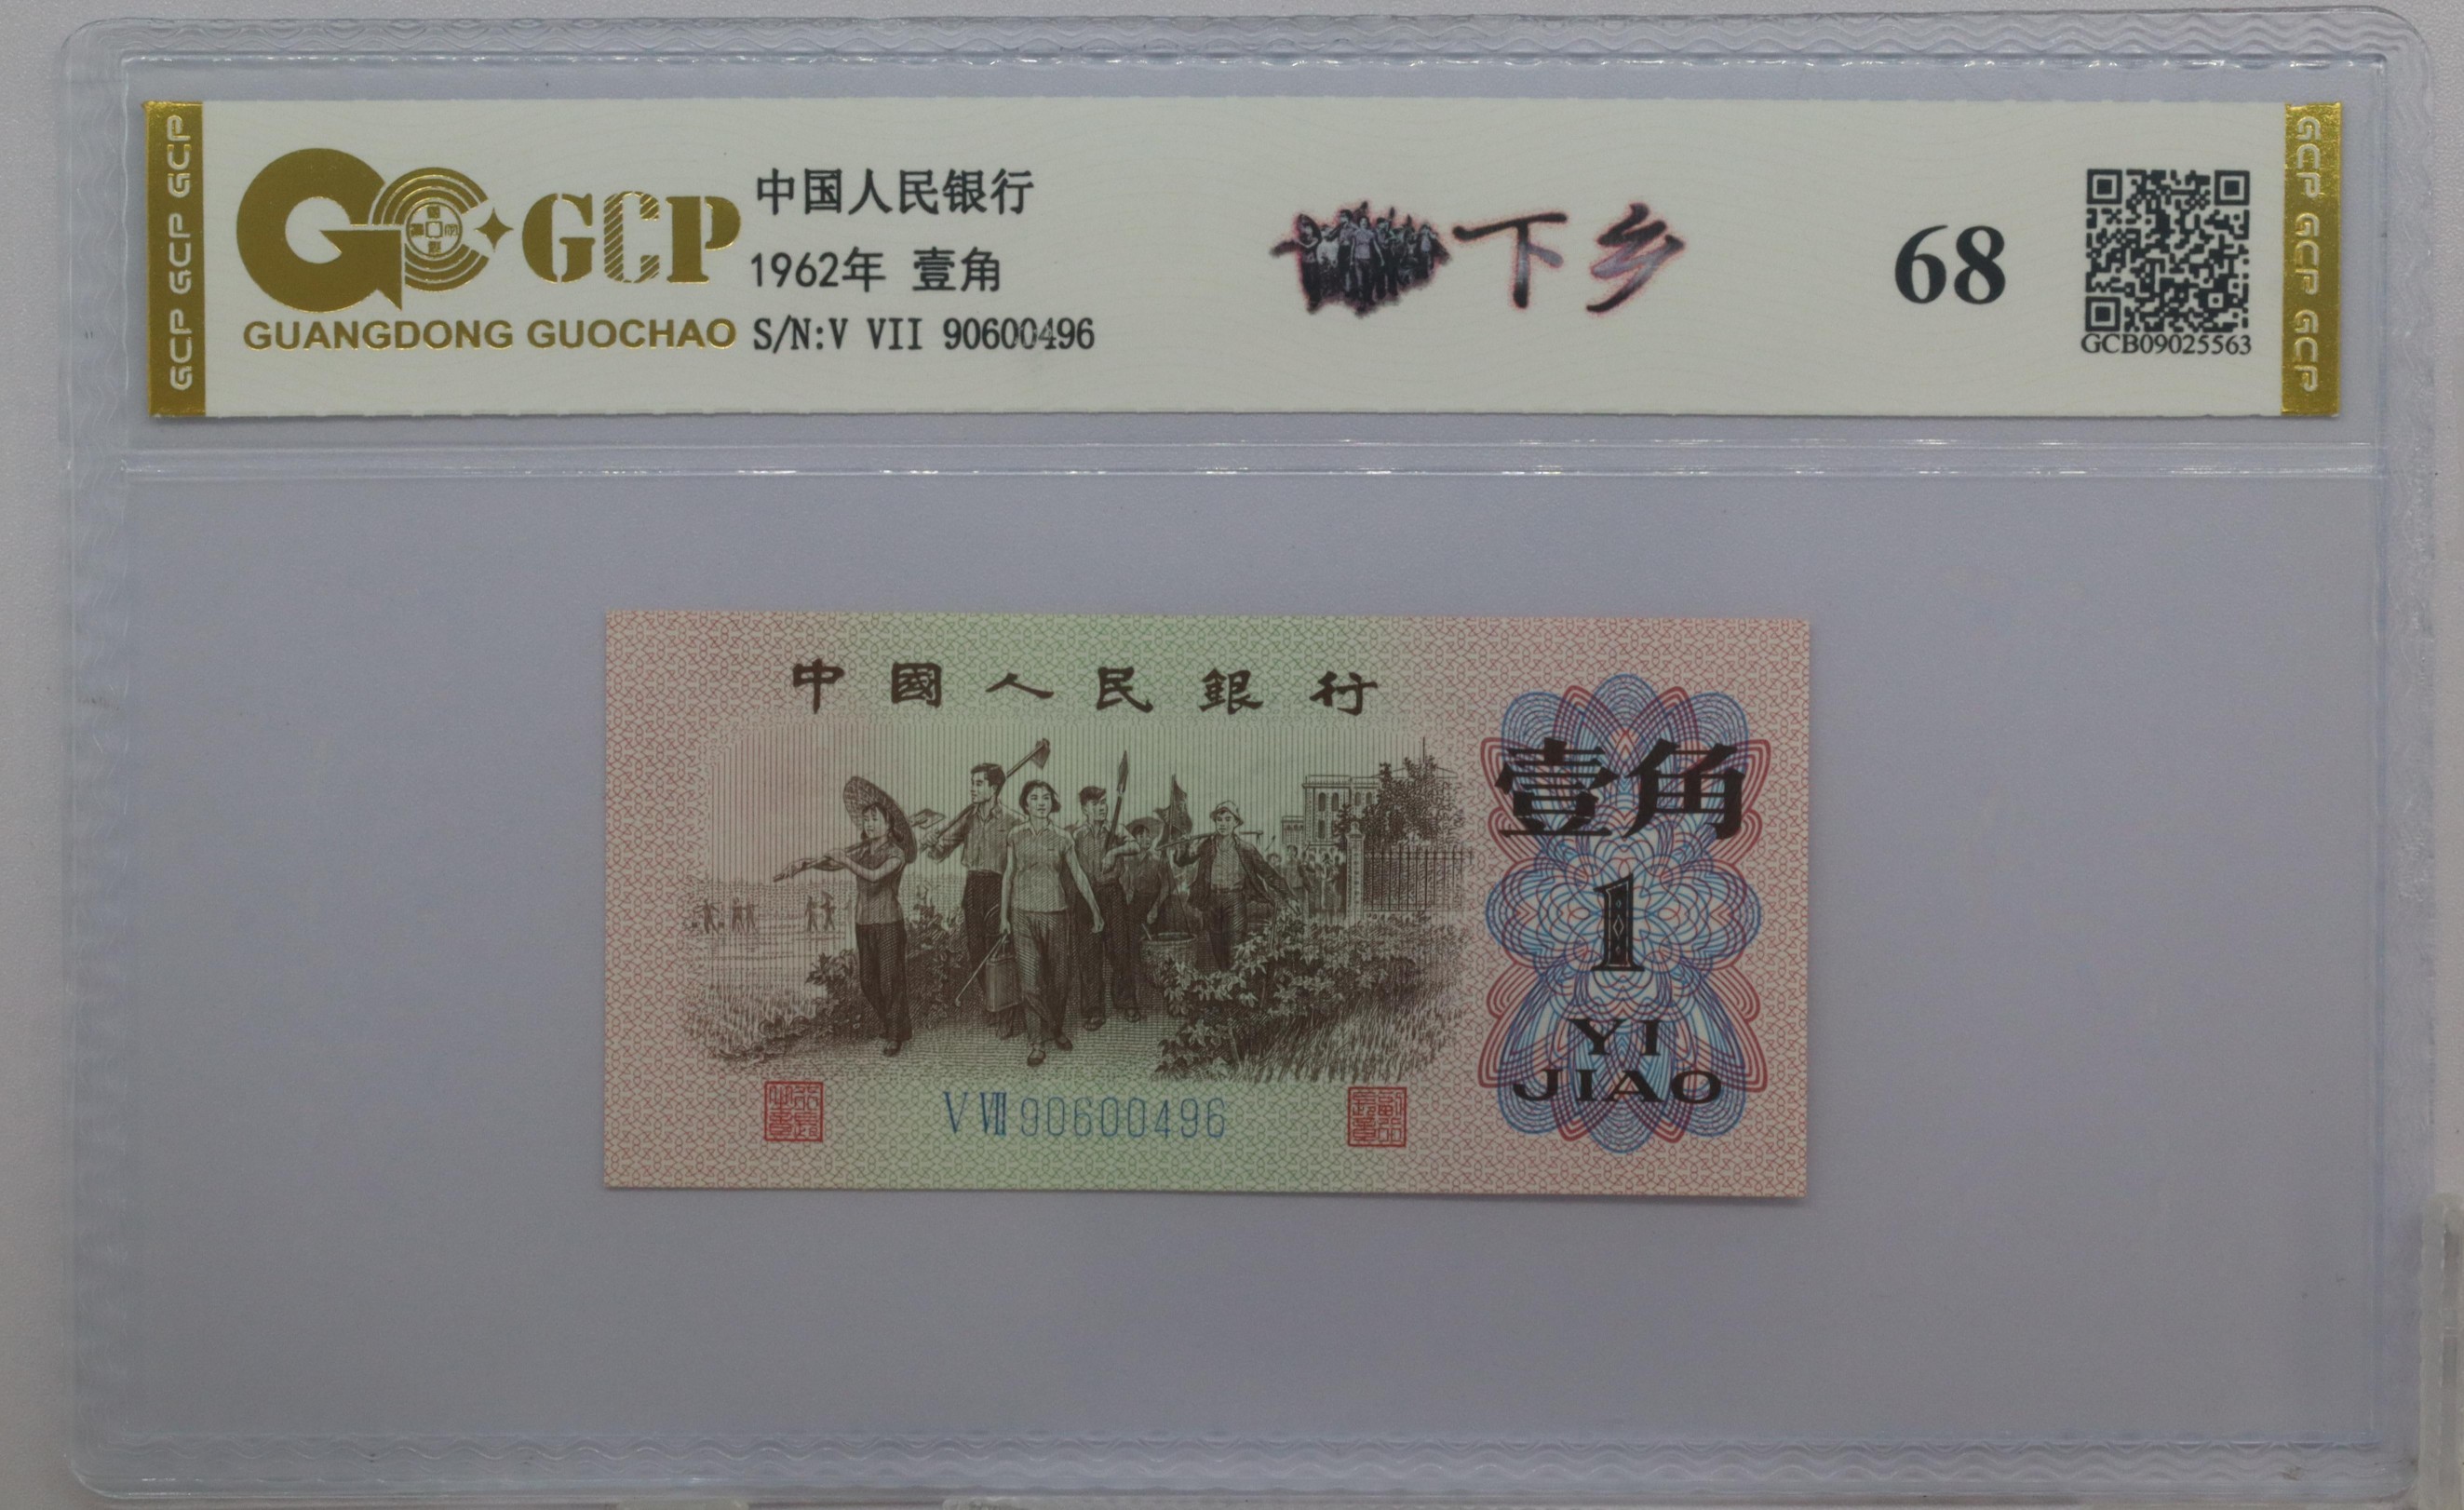 GCP GCP GCP
GCP
GUANGDONG GUOCHAO
中国人民银行
1962年 壹角
S/N:V VII 90600496
下乡
68
GCB09025563
GCP GCP GCP
中國人民銀行
壹角
1
YI
JIAO
V VII 90600496